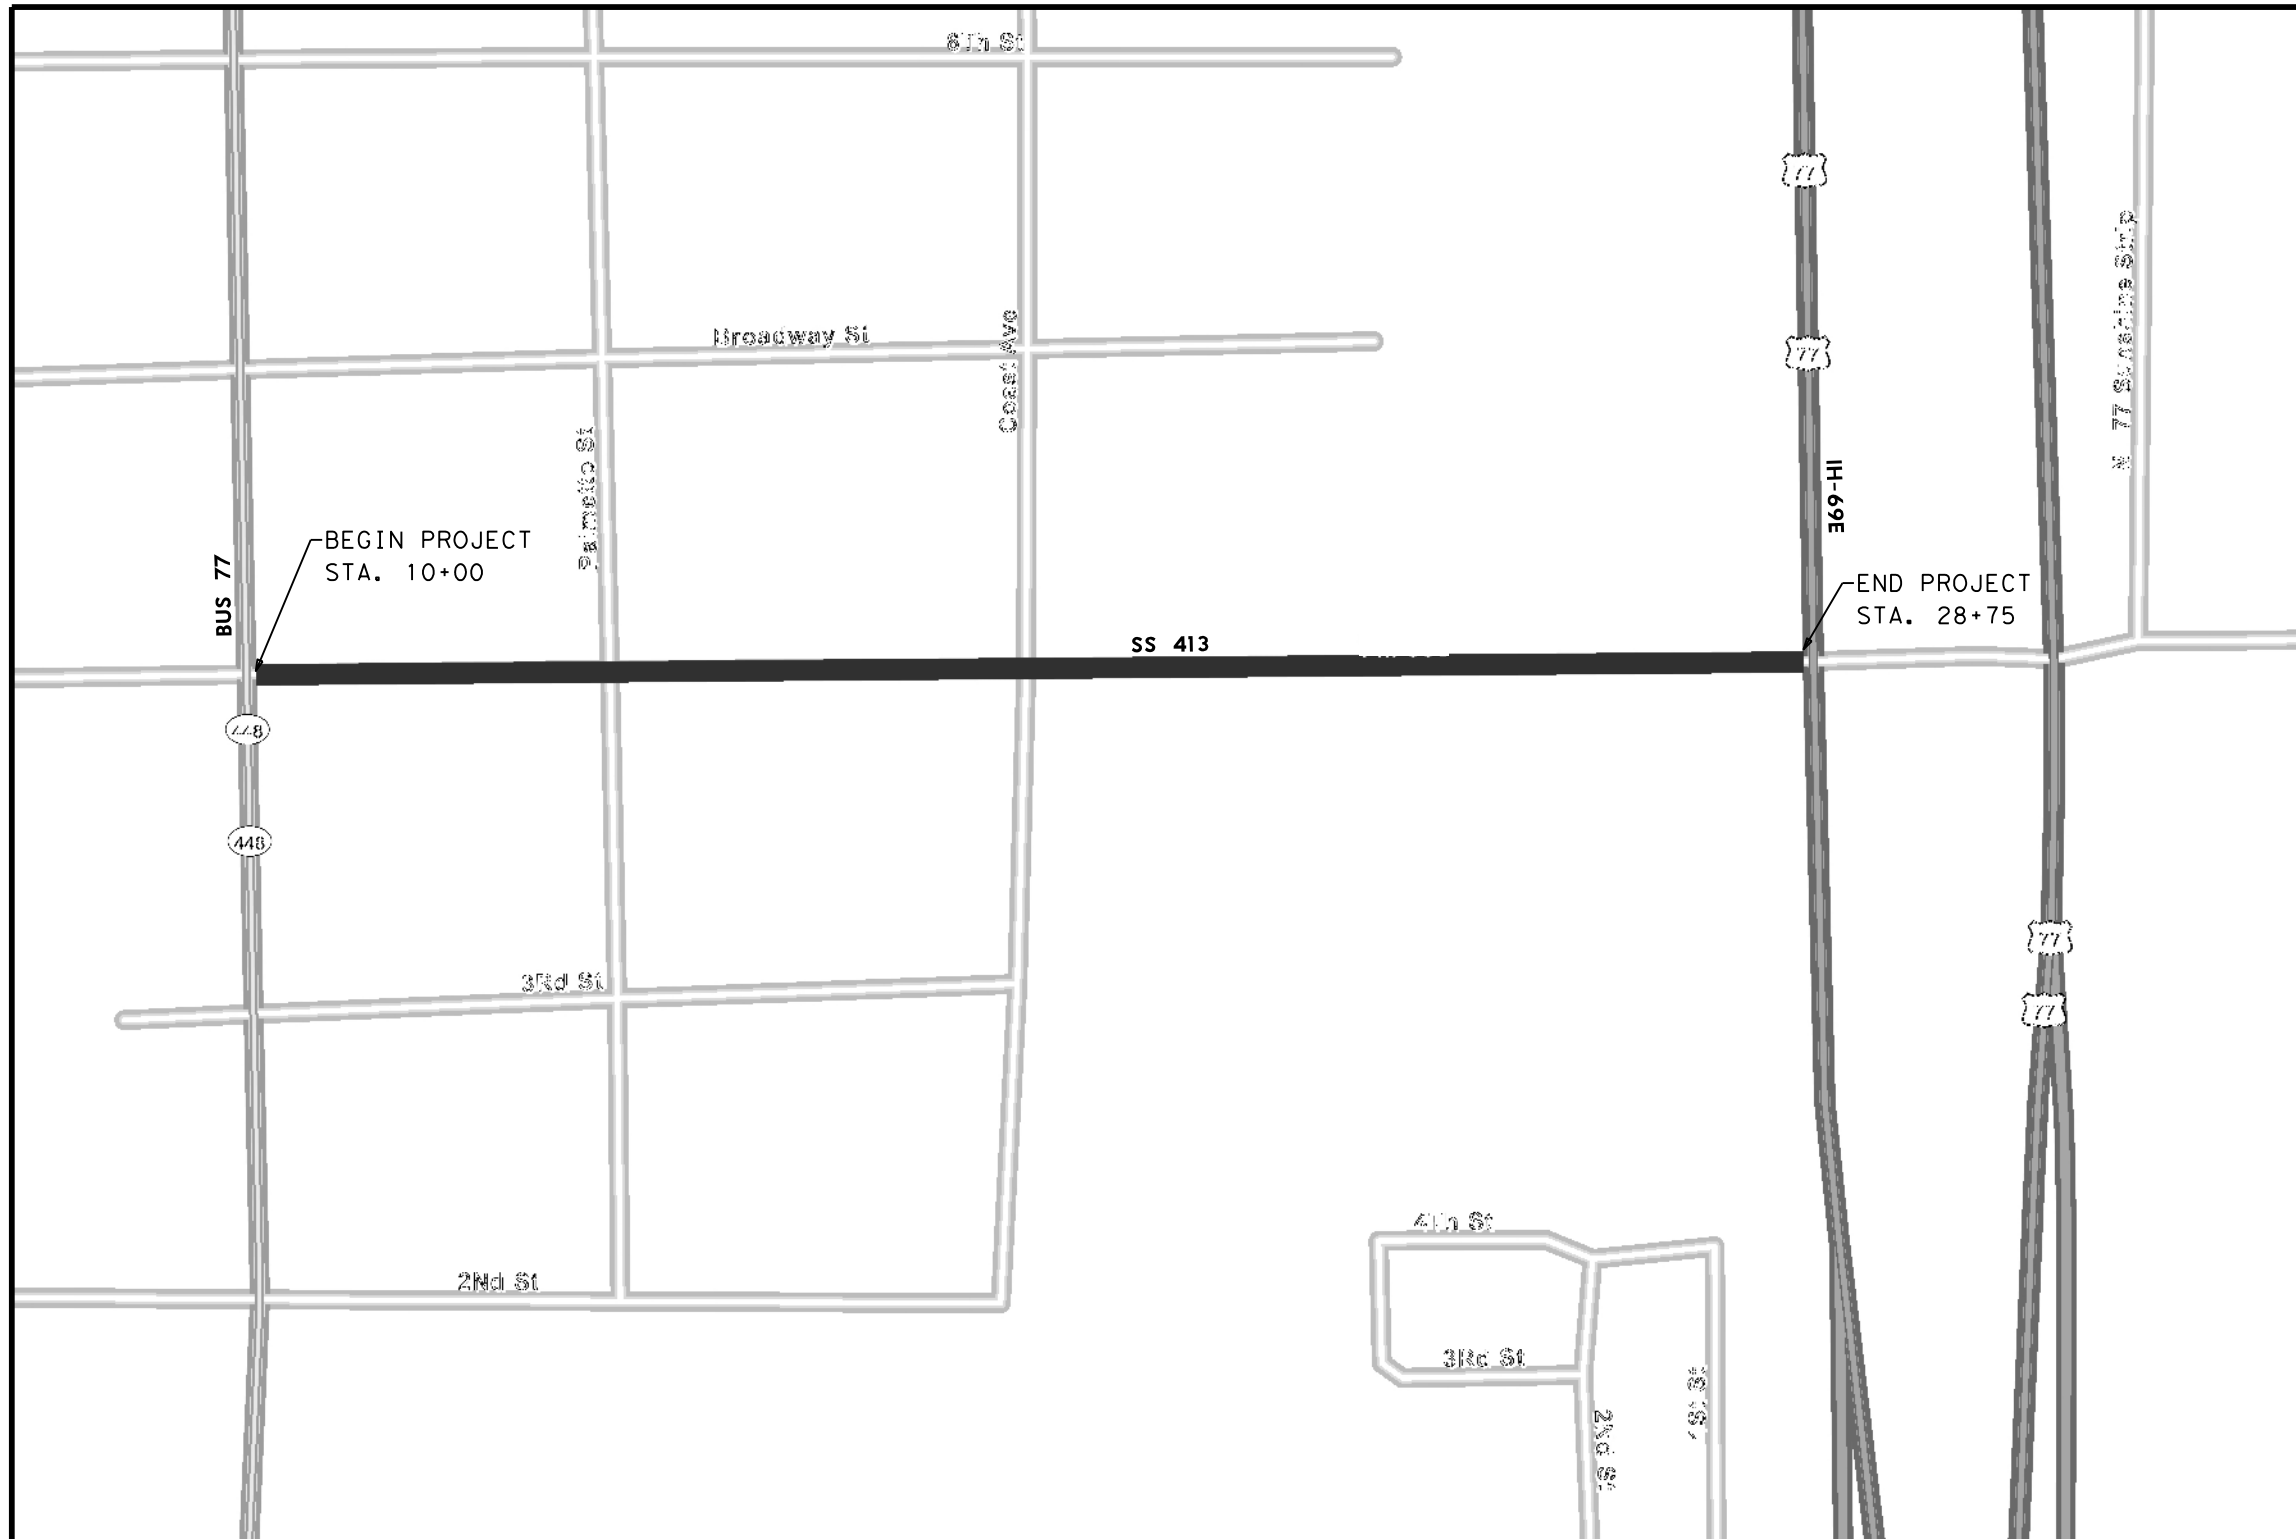 8Th St
77
N 77 Sunshine Strip
Broadway St
Coast Ave
77
Palmetto St
IH-69E
BEGIN PROJECT
STA. 10+00
BUS 77
END PROJECT
STA. 28+75
SS 413
448
448
77
3Rd St
77
4Th St
2Nd St
3Rd St
2Nd St